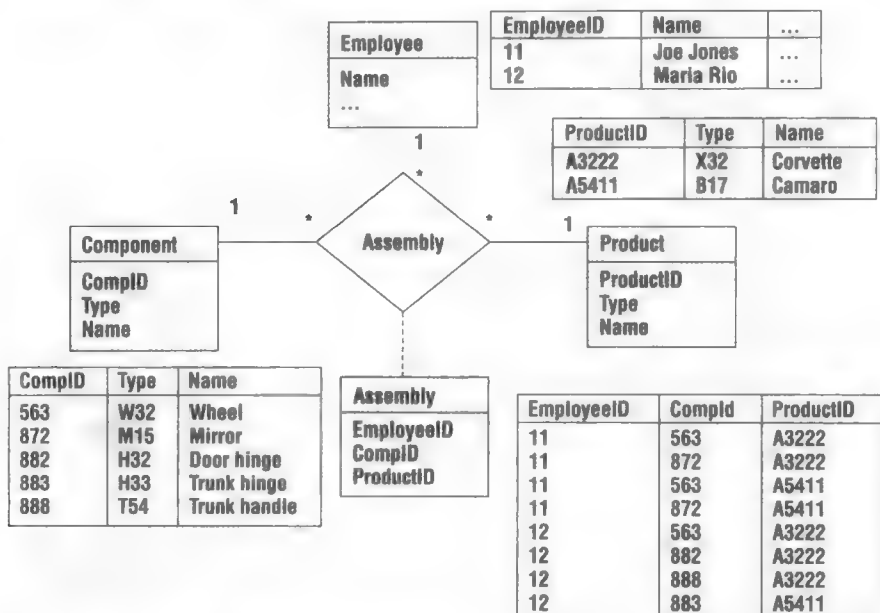 Employee
Name
...
EmployeeID Name ...
11 Joe Jones ...
12 Maria Rio ...
ProductID Type Name
A3222 X32 Corvette
A5411 B17 Camaro
1
*
1
*
Assembly
*
1
Component
CompID
Type
Name
Product
ProductID
Type
Name
CompID Type Name
563 W32 Wheel
872 M15 Mirror
882 H32 Door hinge
883 H33 Trunk hinge
888 T54 Trunk handle
Assembly
EmployeeID
CompID
ProductID
EmployeeID CompId ProductID
11 563 A3222
11 872 A3222
11 563 A5411
11 872 A5411
12 563 A3222
12 882 A3222
12 888 A3222
12 883 A5411